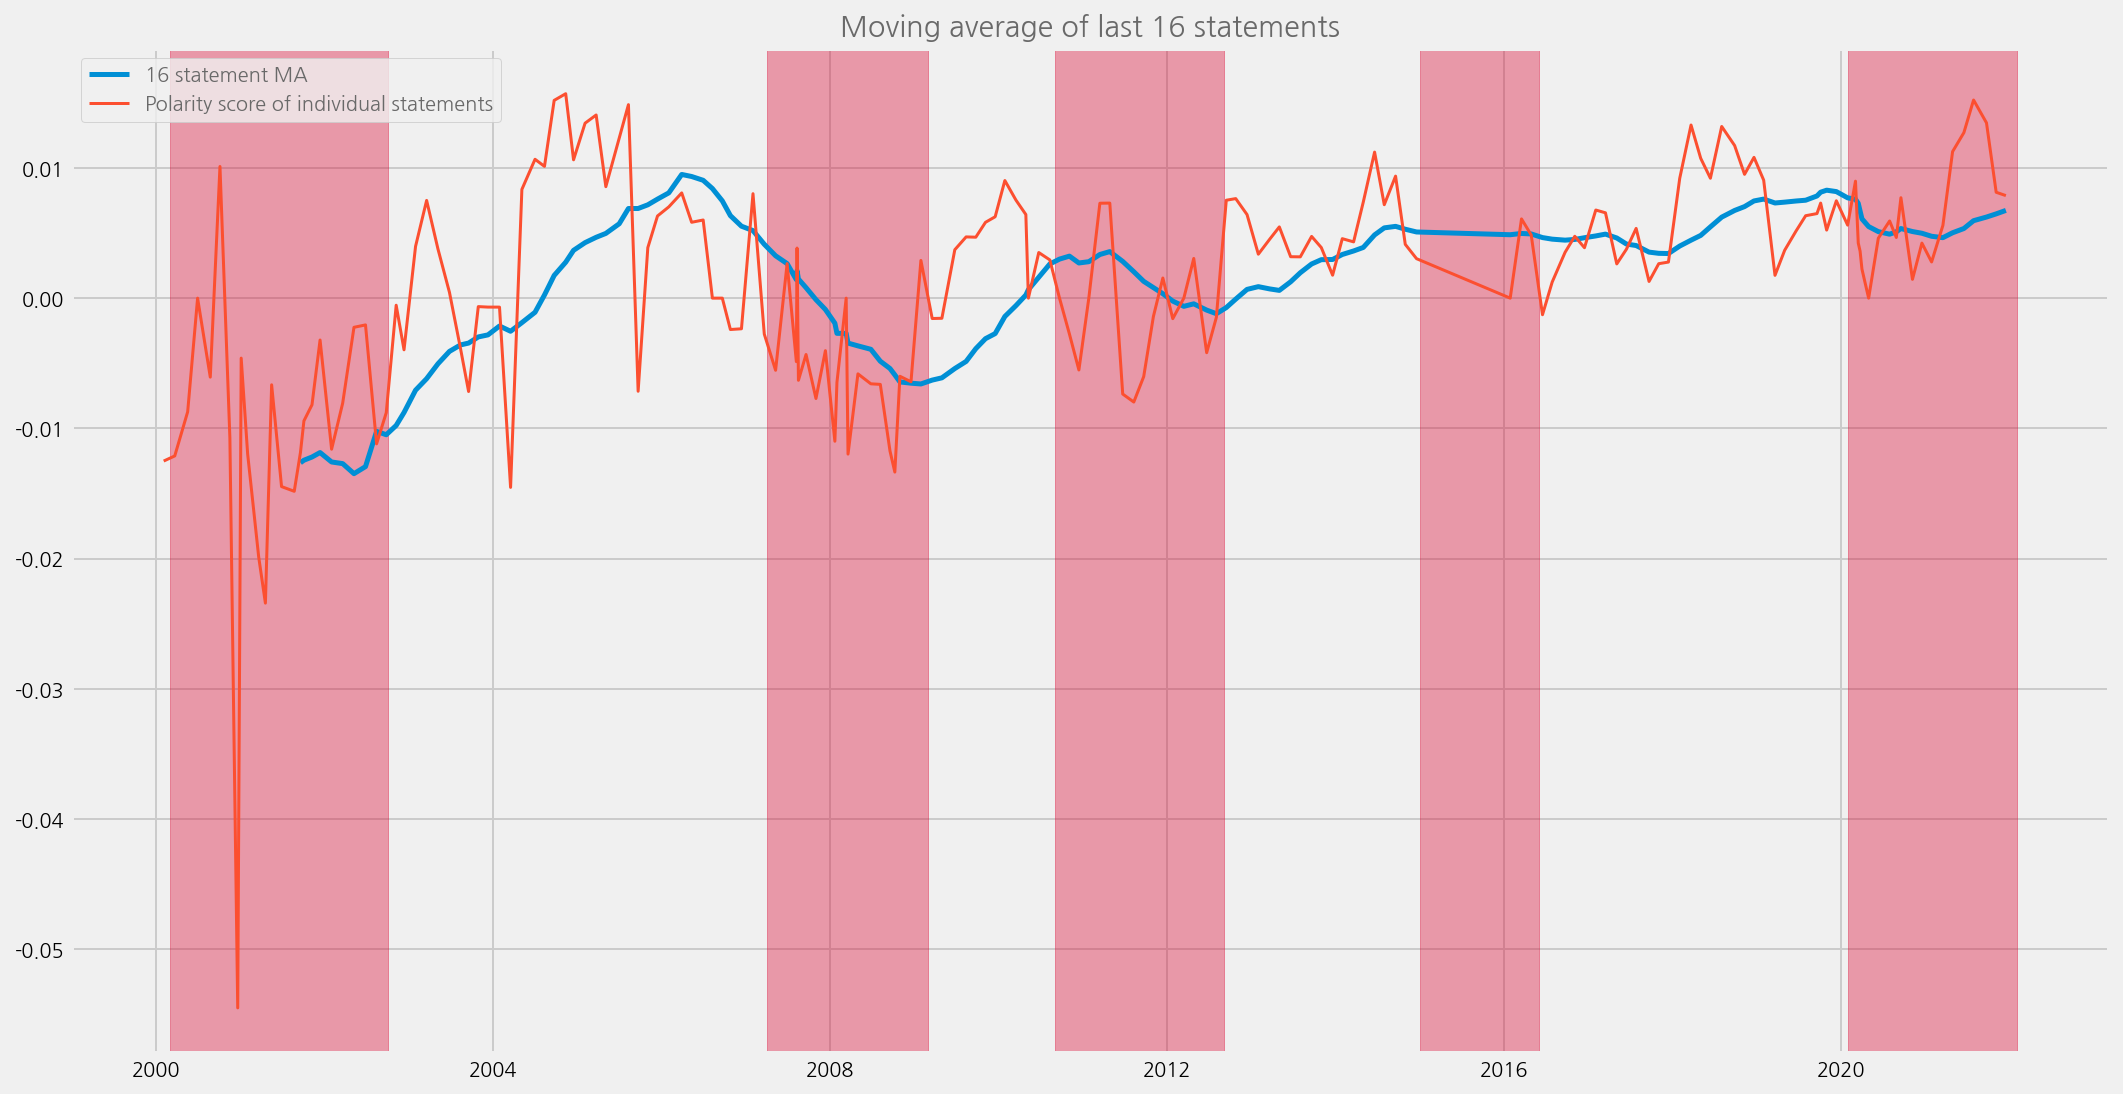 Moving average of last 16 statements
16 statement MA
Polarity score of individual statements
0.01
0.00
-0.01
-0.02
-0.03
-0.04
-0.05
2000 2004 2008 2012 2016 2020